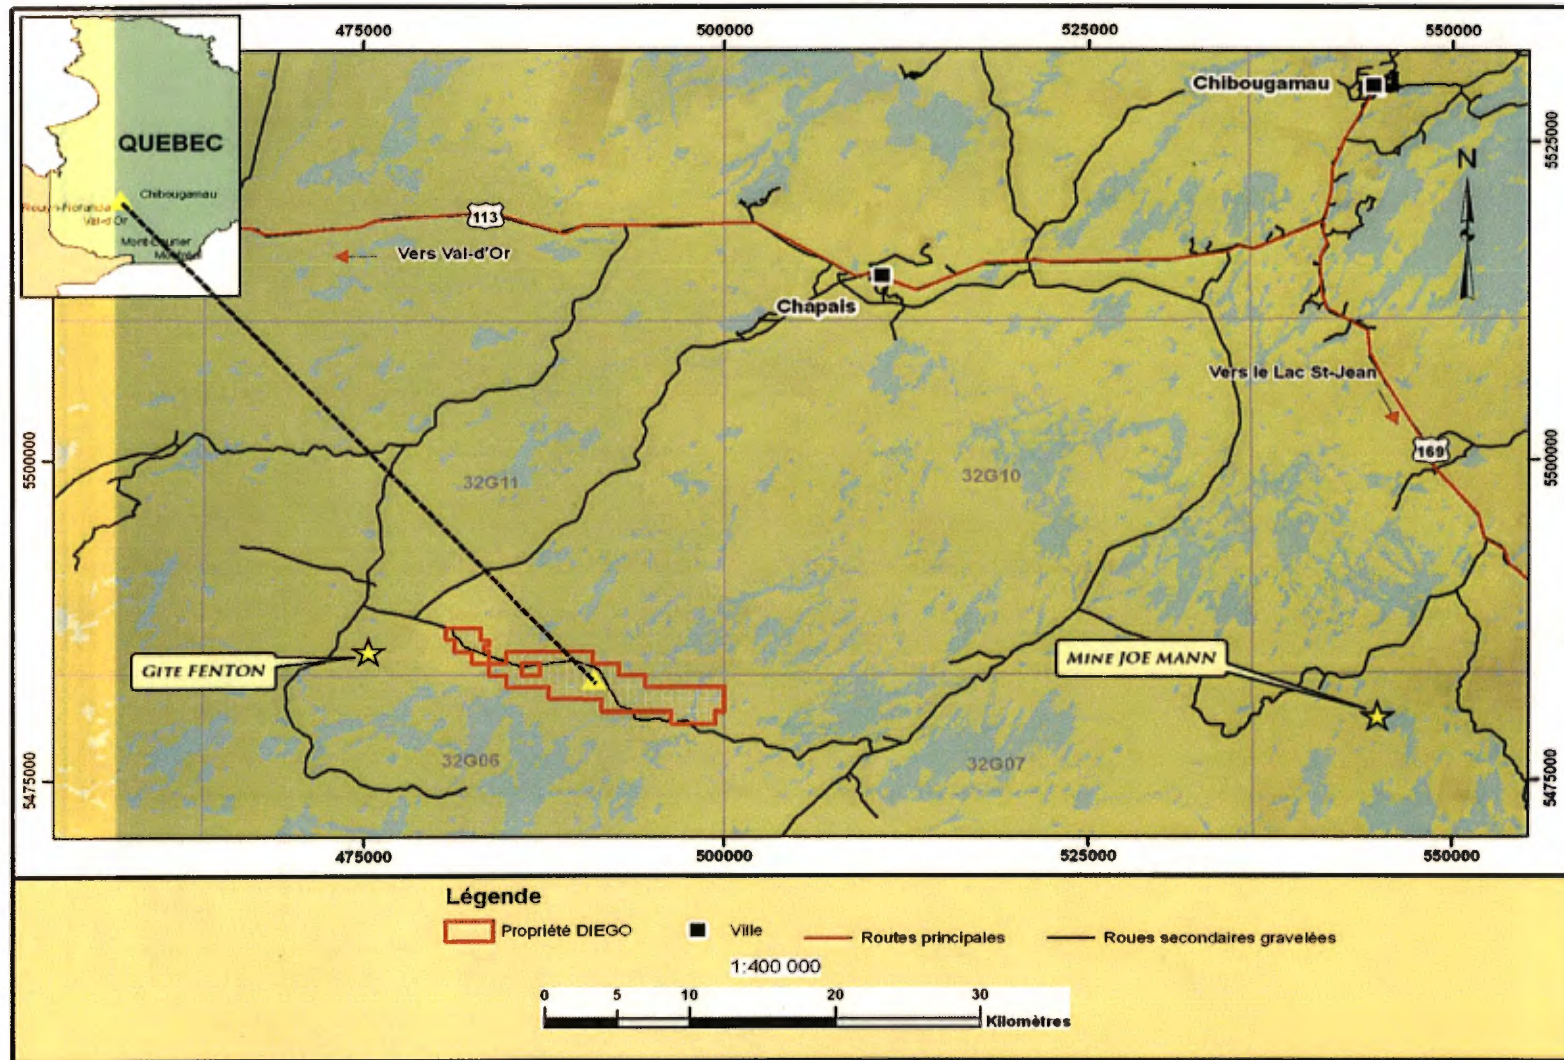 475000
500000
525000
550000
QUEBEC
Chibougamau
Val-d'Or
Chibougamau
N
5525000
113
Vers Val-d'Or
Chapais
Vers le Lac St-Jean
169
5500000
5500000
32G11
32G10
GITE FENTON
MINE JOE MANN
32G06
32G07
5475000
5475000
475000
500000
525000
550000
Légende
Propriété DIEGO
Ville
Routes principales
Roues secondaires gravelées
1:400 000
0 5 10 20 30
Kilomètres